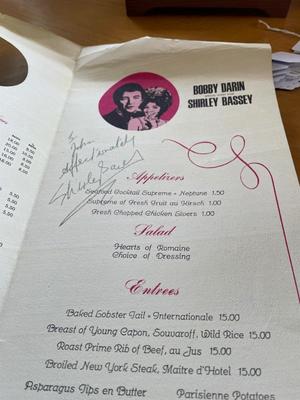 BOBBY DARIN
SHIRLEY BASSEY
To
John
Affectionately
Shirley Bassey
Appetizers
Seafood Cocktail Supreme • Neptune 1.50
Supreme of Fresh Fruit au Kirsch 1.00
Fresh Chopped Chicken Livers 1.00
Salad
Hearts of Romaine
Choice of Dressing
Entrees
Baked Lobster Tail • Internationale 15.00
Breast of Young Capon, Souvaroff, Wild Rice 15.00
Roast Prime Rib of Beef, au Jus 15.00
Broiled New York Steak, Maitre d'Hotel 15.00
Asparagus Tips en Butter Parisienne Potatoes